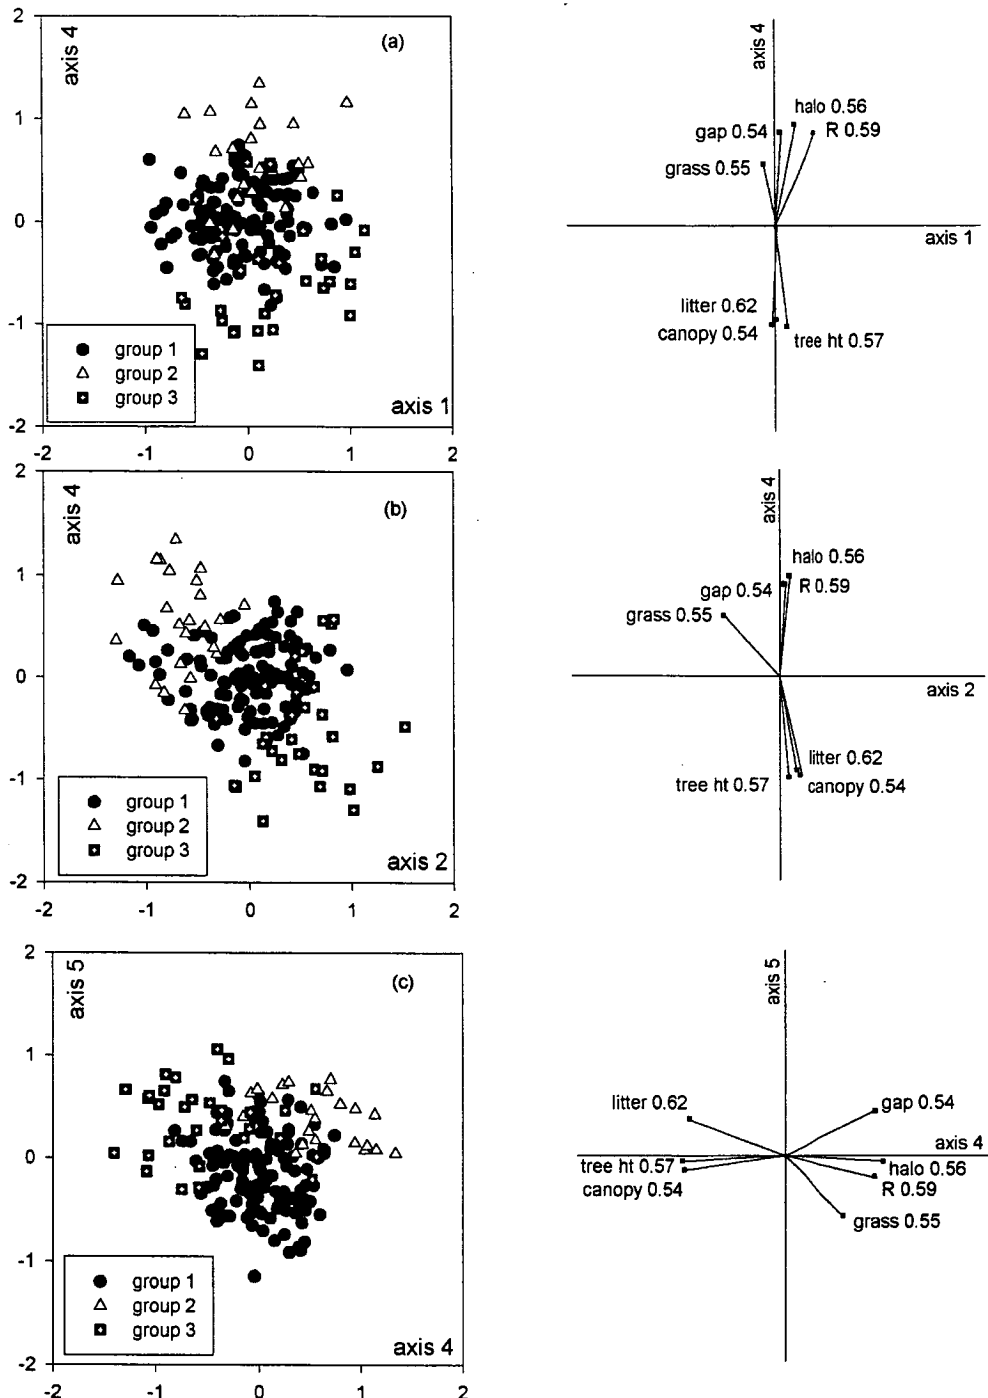 2
axis 4
(a)
1
0
-1
group 1
group 2
group 3
axis 1
-2
-2
-1
0
1
2
axis 4
halo 0.56
gap 0.54
R 0.59
grass 0.55
axis 1
litter 0.62
canopy 0.54
tree ht 0.57
2
axis 4
(b)
1
0
-1
group 1
group 2
group 3
axis 2
-2
-2
-1
0
1
2
axis 4
halo 0.56
gap 0.54
R 0.59
grass 0.55
axis 2
litter 0.62
tree ht 0.57
canopy 0.54
2
axis 5
(c)
1
0
-1
group 1
group 2
group 3
axis 4
-2
-2
-1
0
1
2
axis 5
litter 0.62
gap 0.54
axis 4
tree ht 0.57
halo 0.56
canopy 0.54
R 0.59
grass 0.55